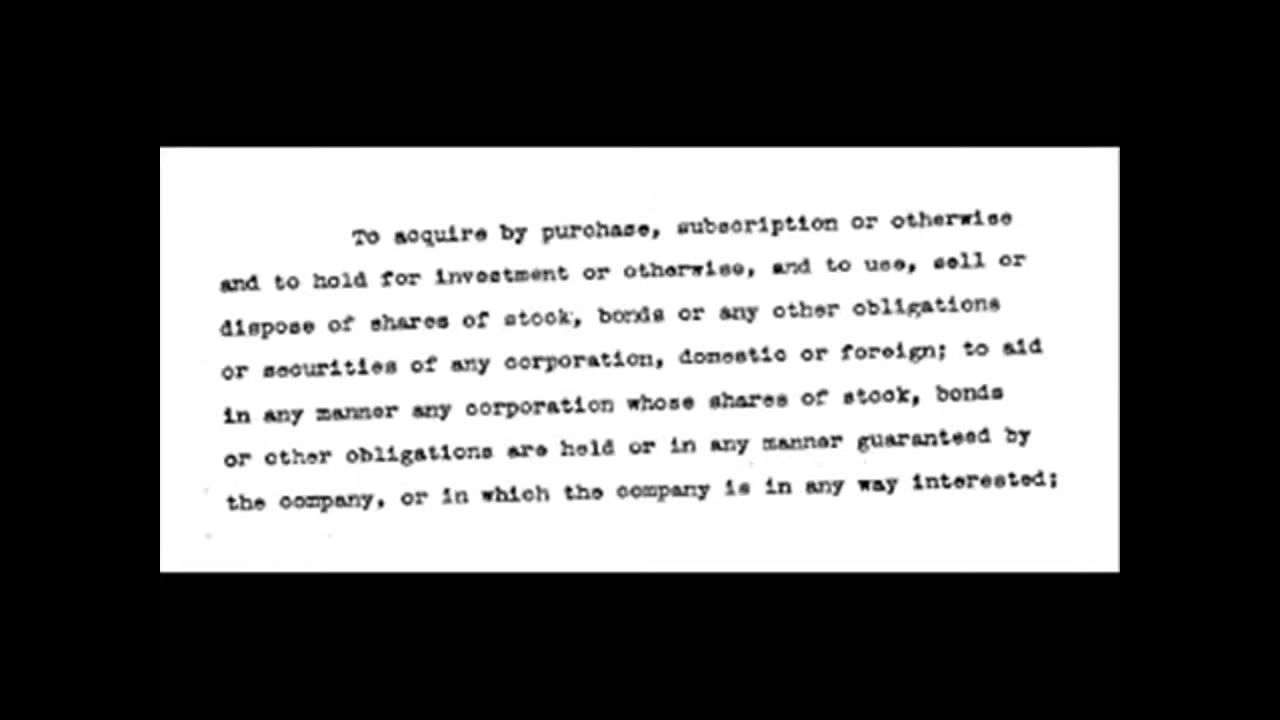 To acquire by purchase, subscription or otherwise
and to hold for investment or otherwise, and to use, sell or
dispose of shares of stock, bonds or any other obligations
or securities of any corporation, domestic or foreign; to aid
in any manner any corporation whose shares of stock, bonds
or other obligations are held or in any manner guaranteed by
the company, or in which the company is in any way interested;